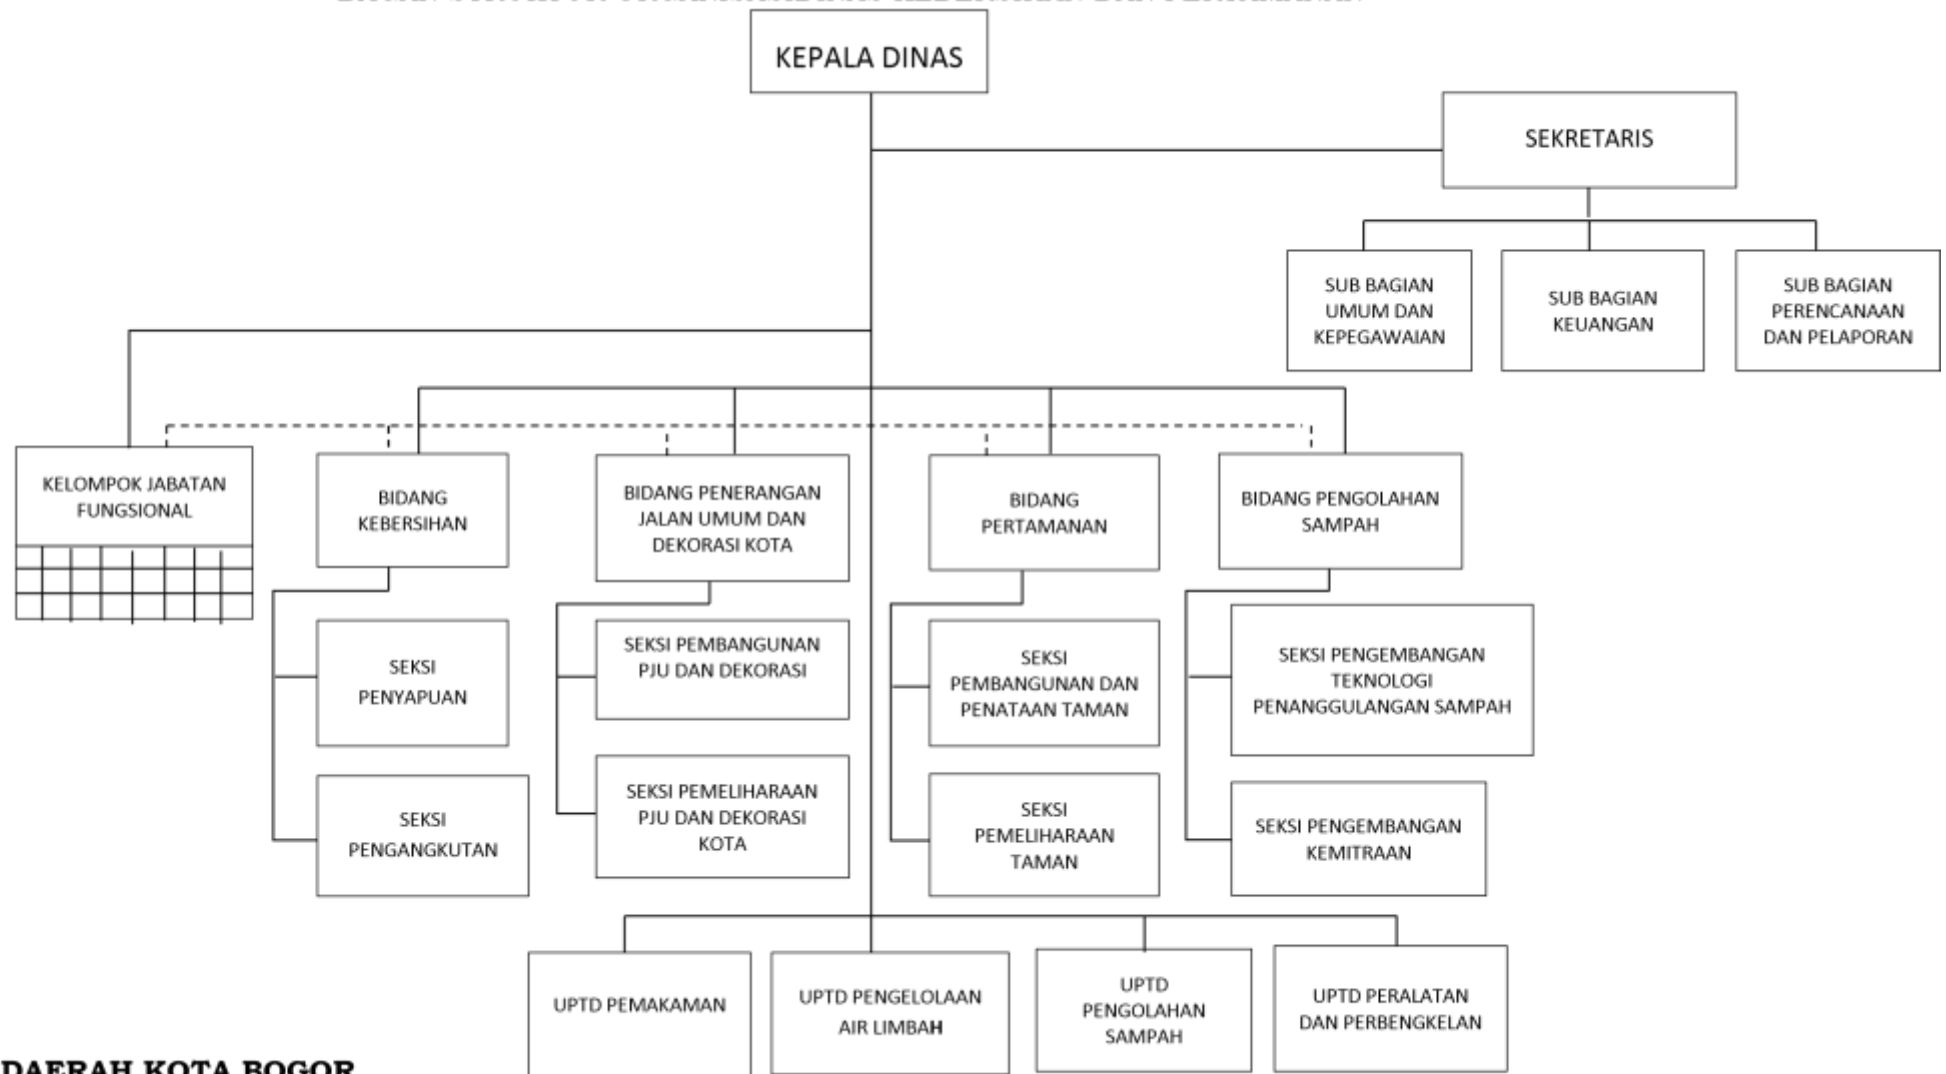 KEPALA DINAS
SEKRETARIS
SUB BAGIAN
UMUM DAN
KEPEGAWAIAN
SUB BAGIAN
KEUANGAN
SUB BAGIAN
PERENCANAAN
DAN PELAPORAN
KELOMPOK JABATAN
FUNGSIONAL
BIDANG
KEBERSIHAN
BIDANG PENERANGAN
JALAN UMUM DAN
DEKORASI KOTA
BIDANG
PERTAMANAN
BIDANG PENGOLAHAN
SAMPAH
SEKSI
PENYAPUAN
SEKSI PEMBANGUNAN
PJU DAN DEKORASI
SEKSI
PEMBANGUNAN DAN
PENATAAN TAMAN
SEKSI PENGEMBANGAN
TEKNOLOGI
PENANGGULANGAN SAMPAH
SEKSI
PENGANGKUTAN
SEKSI PEMELIHARAAN
PJU DAN DEKORASI
KOTA
SEKSI
PEMELIHARAAN
TAMAN
SEKSI PENGEMBANGAN
KEMITRAAN
UPTD PEMAKAMAN
UPTD PENGELOLAAN
AIR LIMBAH
UPTD
PENGOLAHAN
SAMPAH
UPTD PERALATAN
DAN PERBENGKELAN
DAERAH KOTA BOGOR